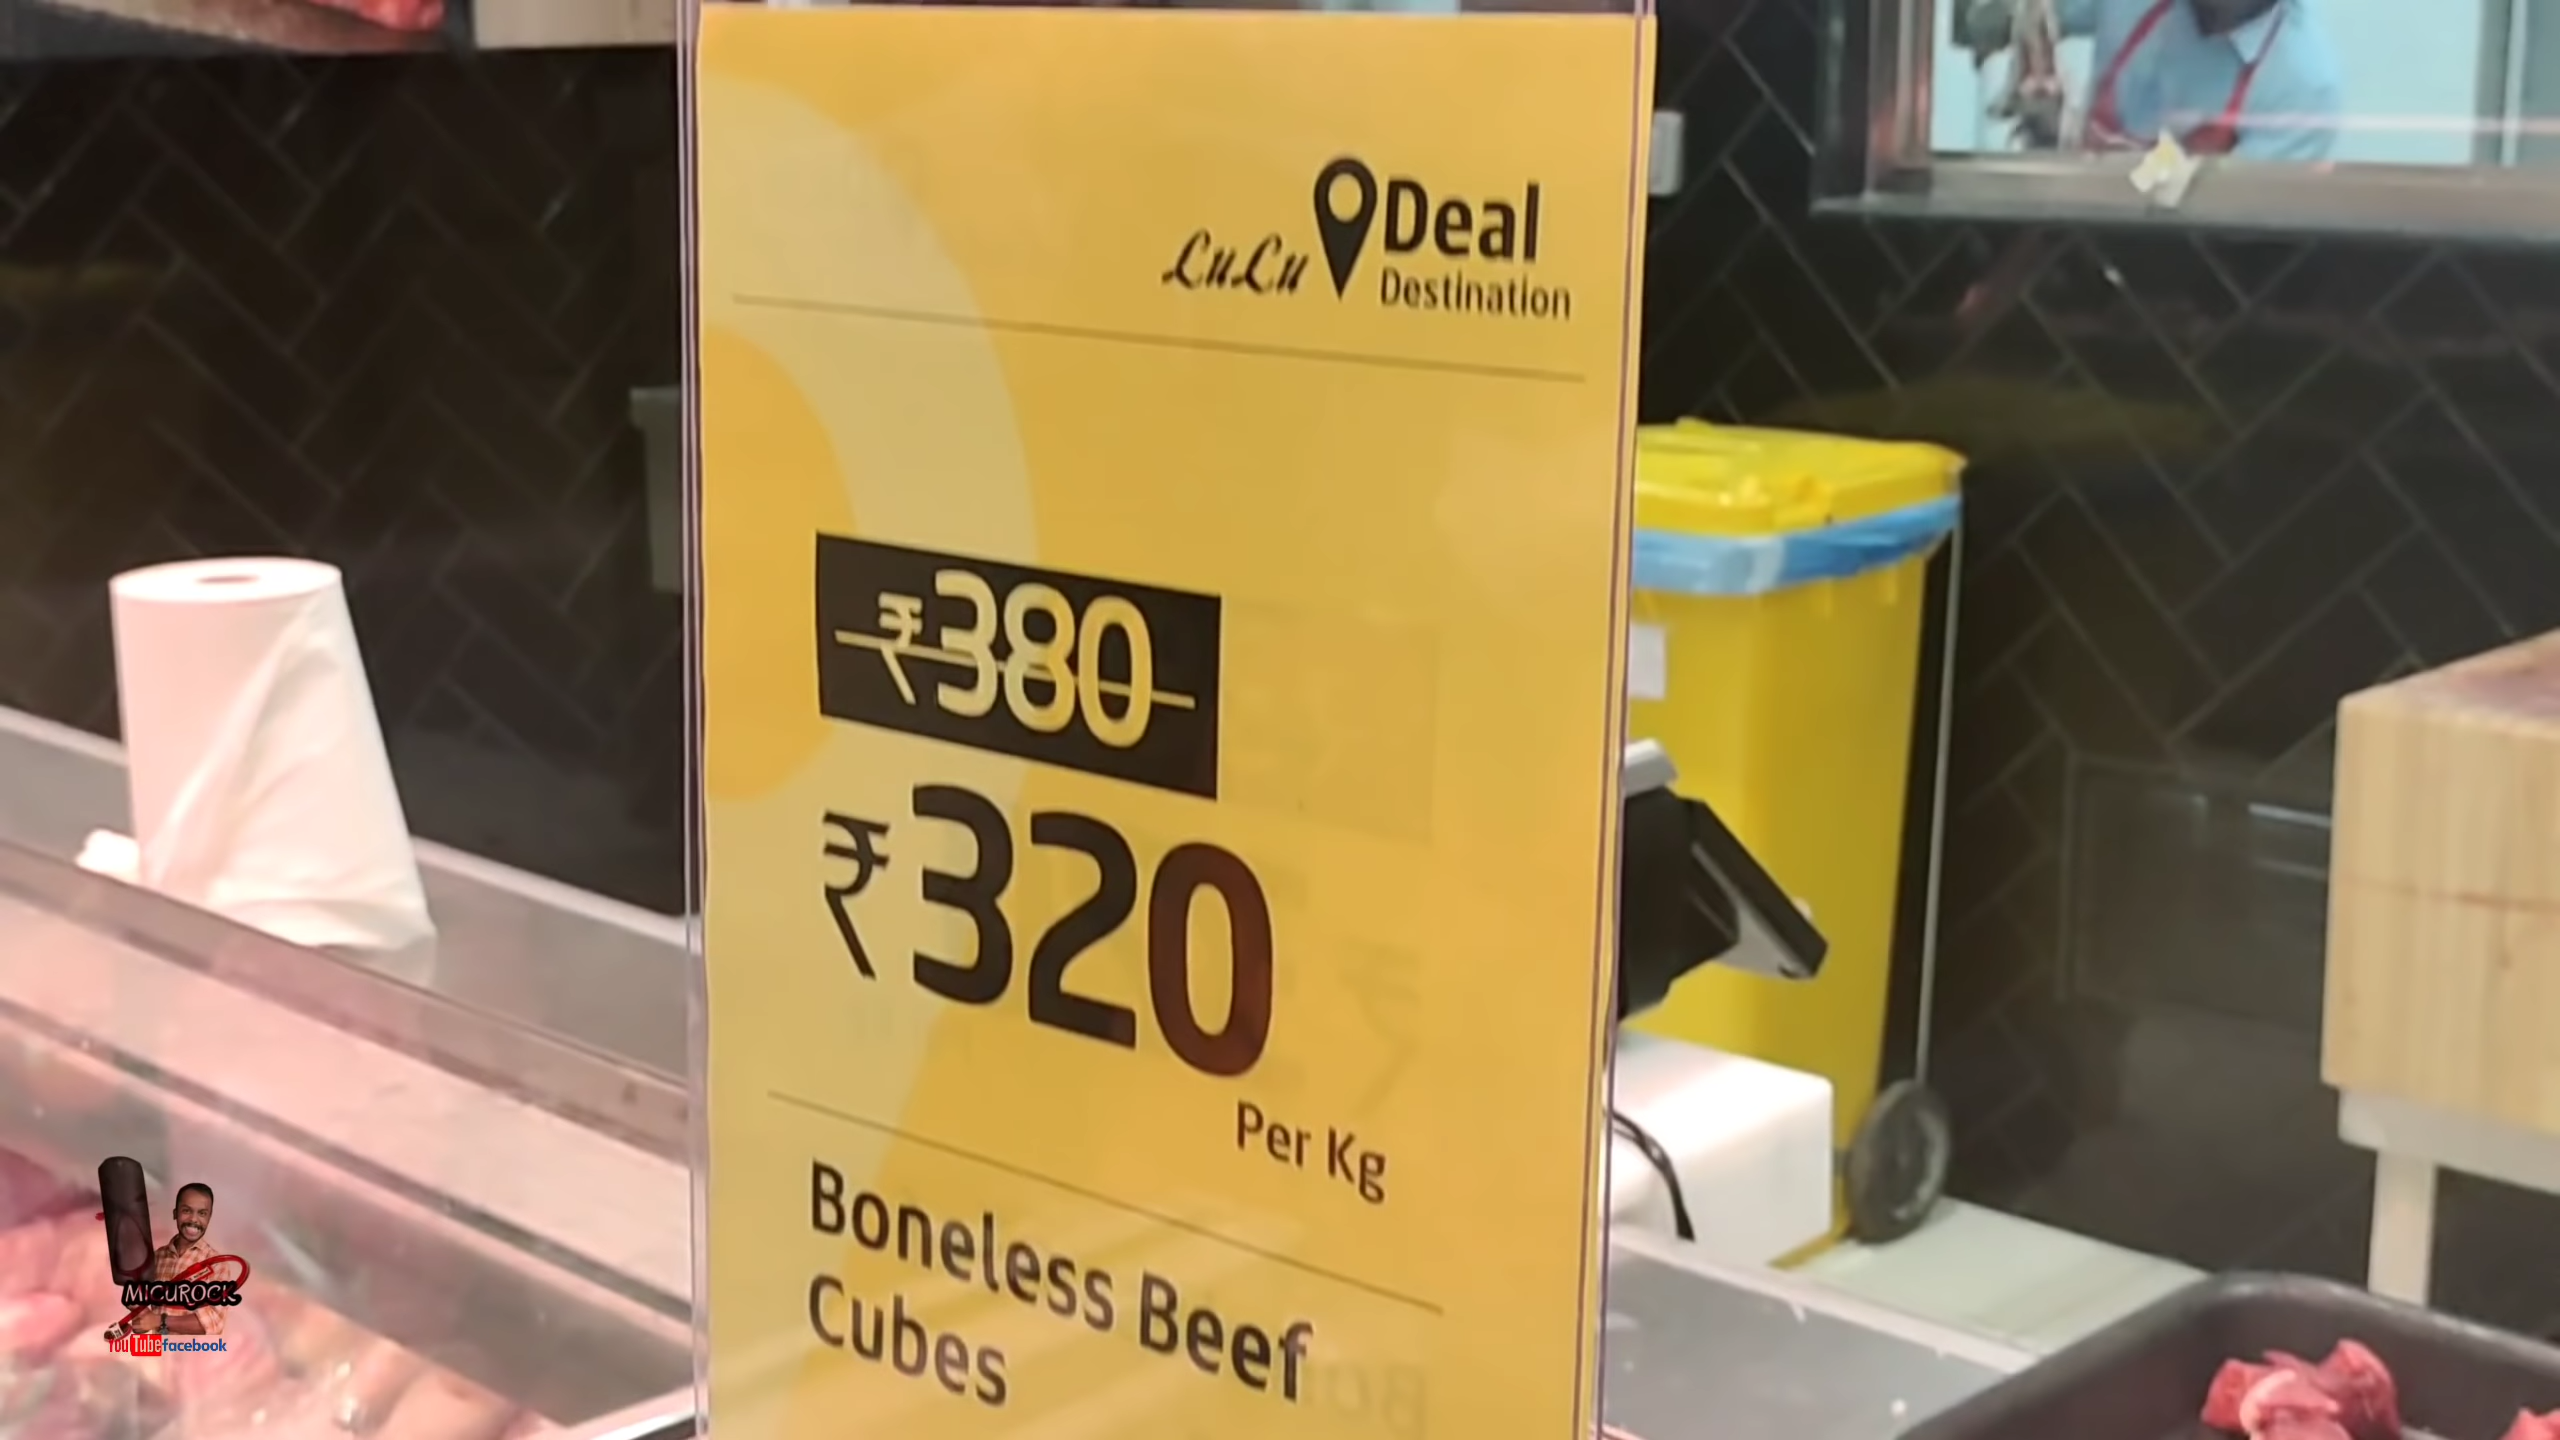 LuLu Deal
Destination
₹380
₹320
Per Kg
Boneless Beef
Cubes
MICUROCK
YouTube facebook